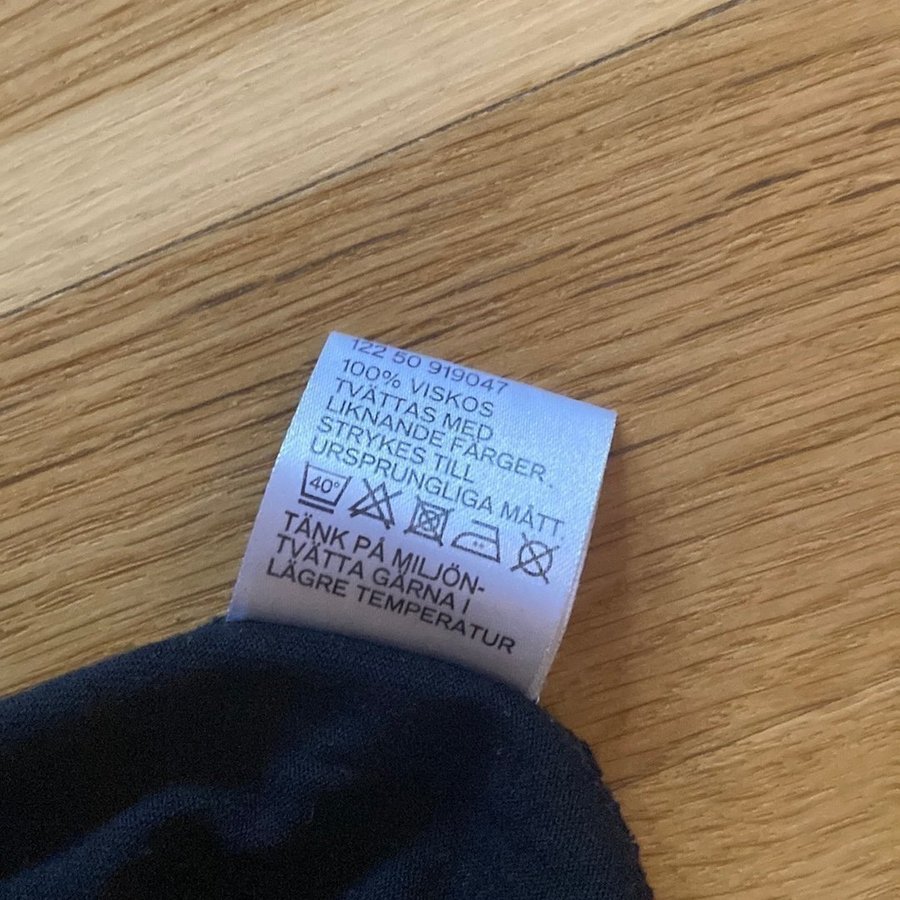 122 50 919047
100% VISKOS
TVÄTTAS MED
LIKNANDE FÄRGER.
STRYKES TILL
URSPRUNGLIGA MÅTT.
40°
TÄNK PÅ MILJÖN-
TVÄTTA GÄRNA I
LÄGRE TEMPERATUR